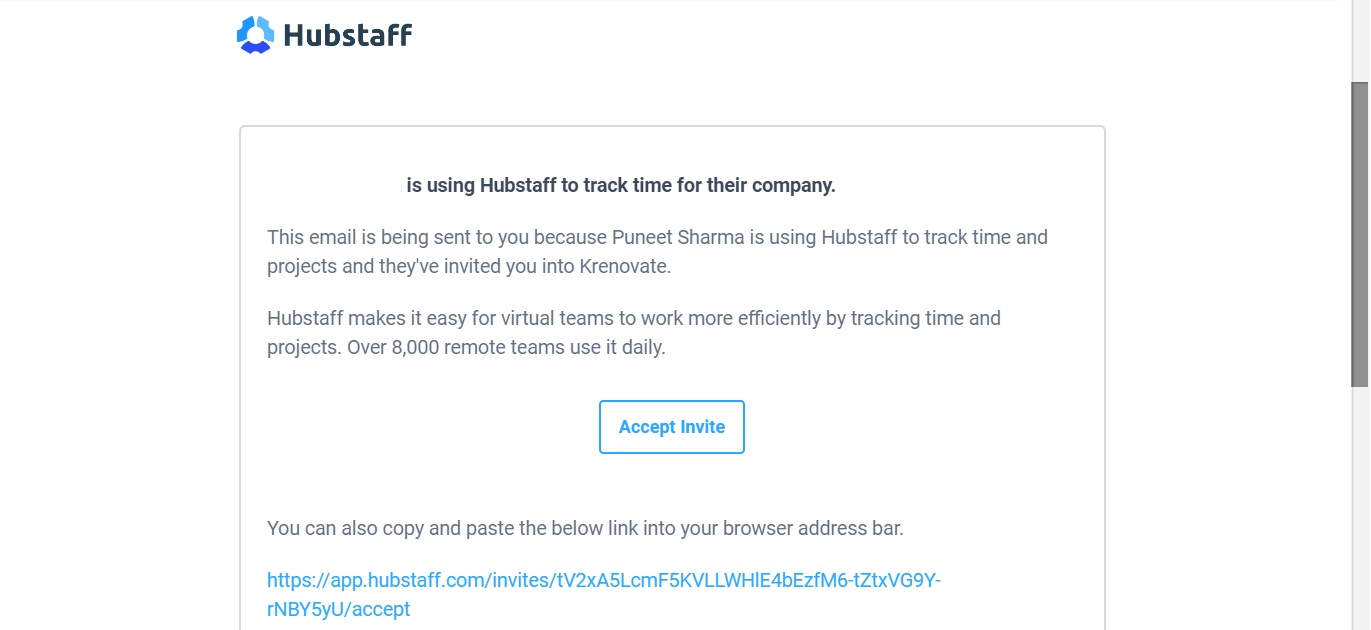 Hubstaff
is using Hubstaff to track time for their company.
This email is being sent to you because Puneet Sharma is using Hubstaff to track time and
projects and they've invited you into Krenovate.
Hubstaff makes it easy for virtual teams to work more efficiently by tracking time and
projects. Over 8,000 remote teams use it daily.
Accept Invite
You can also copy and paste the below link into your browser address bar.
https://app.hubstaff.com/invites/tV2xA5LcmF5KVLLWHlE4bEzfM6-tZtxVG9Y-
rNBY5yU/accept